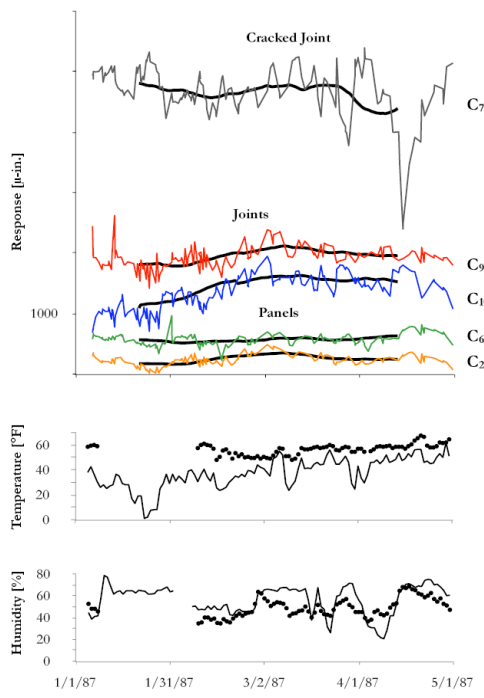 Cracked Joint
C7
Response [µ-in.]
Joints
C9
C1
1000
Panels
C6
C2
Temperature [°F]
60
40
20
0
Humidity [%]
80
60
40
20
0
1/1/87 1/31/87 3/2/87 4/1/87 5/1/87